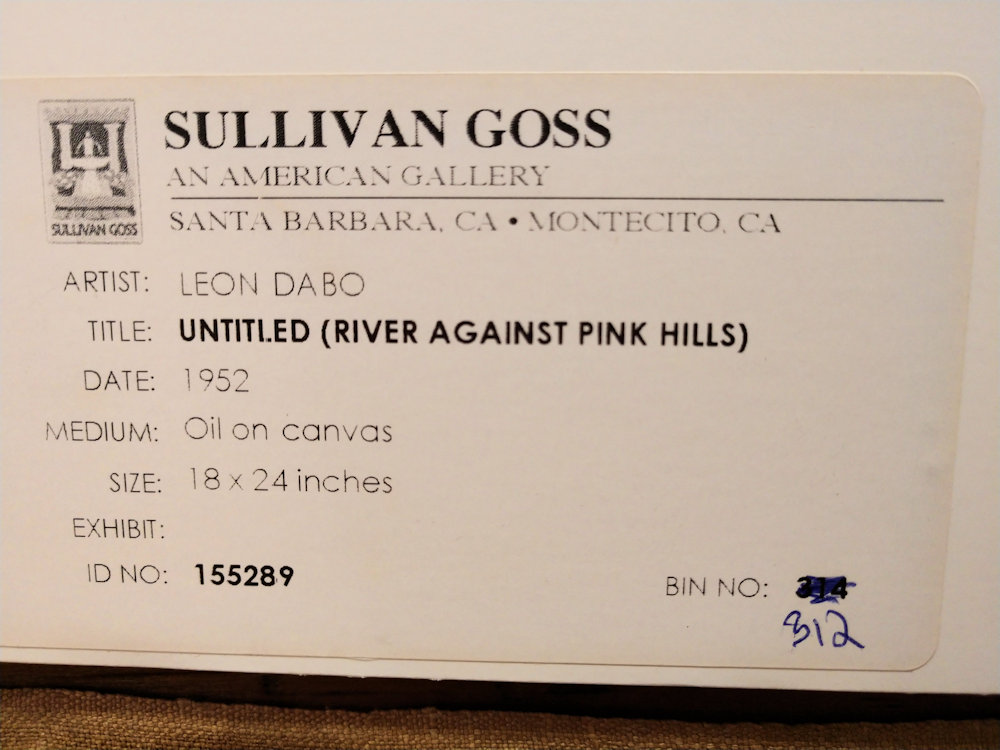 SULLIVAN GOSS
AN AMERICAN GALLERY
SANTA BARBARA, CA • MONTECITO, CA
SULLIVAN GOSS
ARTIST: LEON DABO
TITLE: UNTITLED (RIVER AGAINST PINK HILLS)
DATE: 1952
MEDIUM: Oil on canvas
SIZE: 18 x 24 inches
EXHIBIT:
ID NO: 155289
BIN NO: 314
312